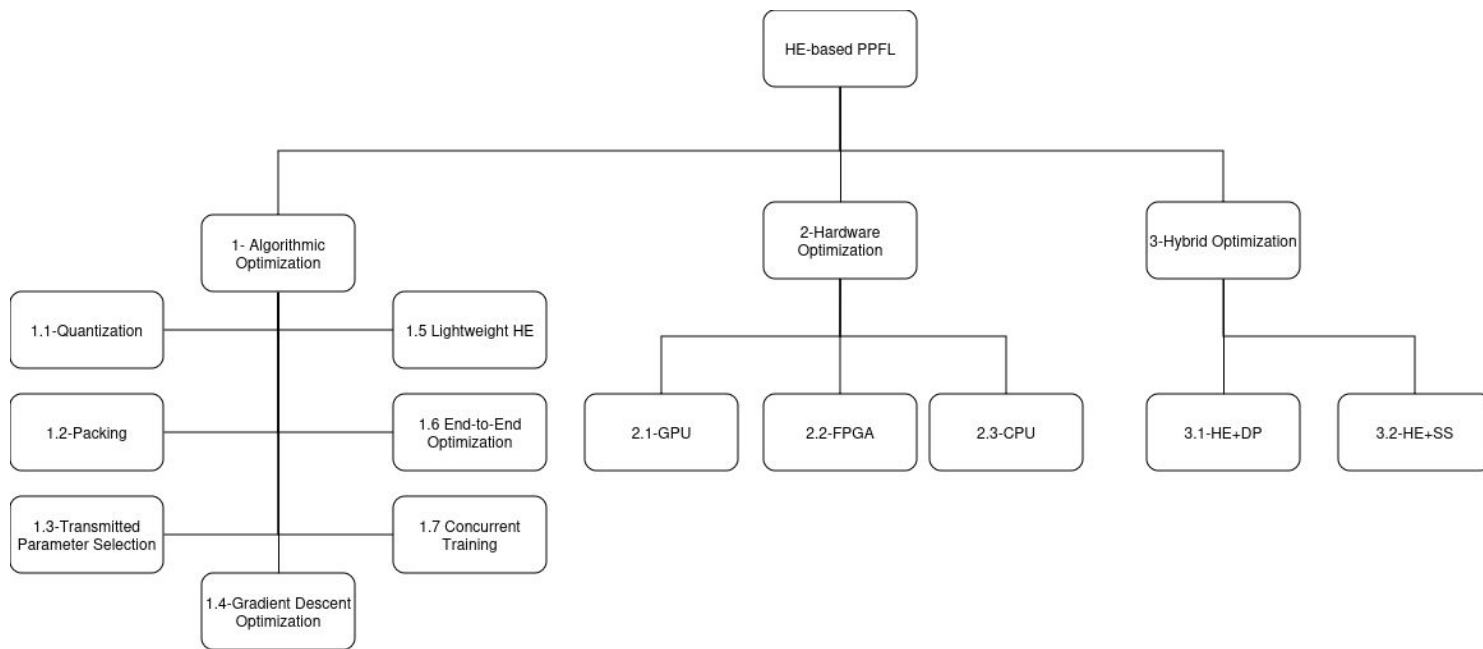 HE-based PPFL
1- Algorithmic
Optimization
2-Hardware
Optimization
3-Hybrid Optimization
1.1-Quantization
1.5 Lightweight HE
1.2-Packing
1.6 End-to-End
Optimization
1.3-Transmitted
Parameter Selection
1.7 Concurrent
Training
1.4-Gradient Descent
Optimization
2.1-GPU
2.2-FPGA
2.3-CPU
3.1-HE+DP
3.2-HE+SS